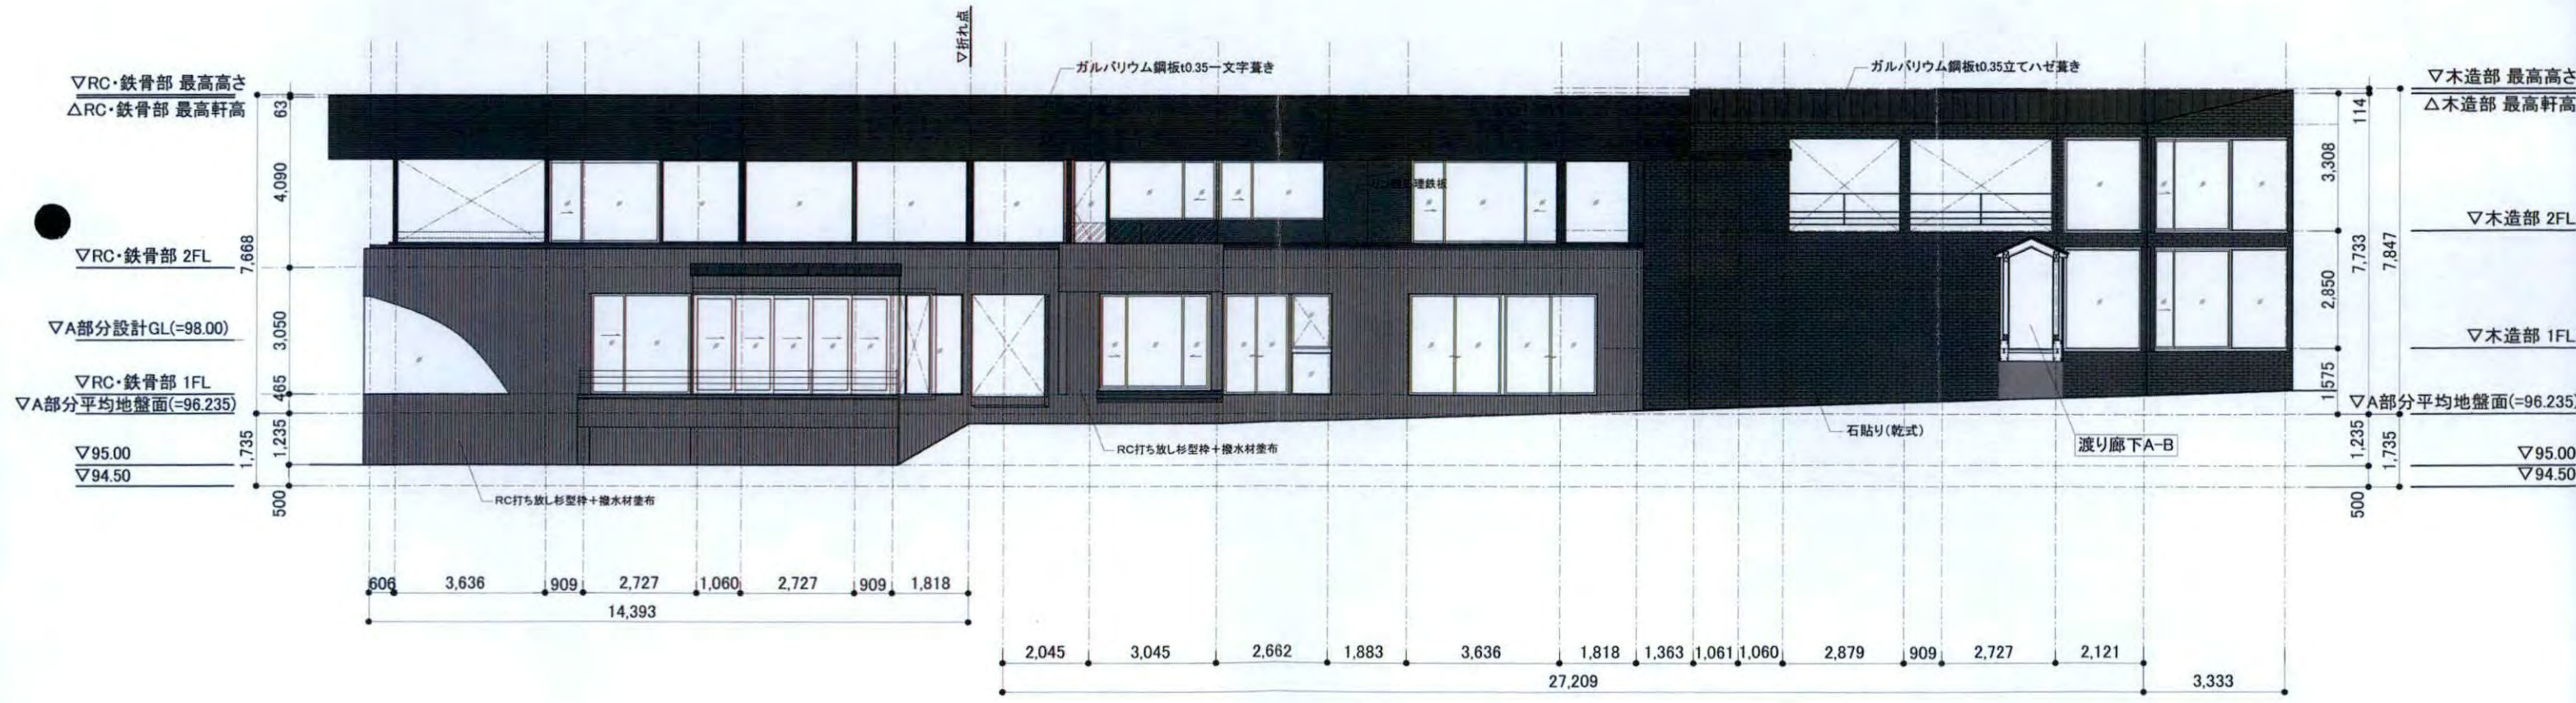 ▽折れ点
ガルバリウム鋼板t0.35一文字葺き
ガルバリウム鋼板t0.35立てハゼ葺き
▽RC・鉄骨部 最高高さ
△RC・鉄骨部 最高軒高
▽RC・鉄骨部 2FL
▽A部分設計GL(=98.00)
▽RC・鉄骨部 1FL
▽A部分平均地盤面(=96.235)
▽95.00
▽94.50
63
4,090
7,668
3,050
465
1,235
1,735
500
▽木造部 最高高さ
△木造部 最高軒高
▽木造部 2FL
▽木造部 1FL
▽A部分平均地盤面(=96.235)
▽95.00
▽94.50
114
3,308
7,733
7,847
2,850
1575
1,235
1,735
500
RC打ち放し杉型枠+撥水材塗布
RC打ち放し杉型枠+撥水材塗布
石貼り(乾式)
渡り廊下A-B
606 3,636 909 2,727 1,060 2,727 909 1,818
14,393
2,045 3,045 2,662 1,883 3,636 1,818 1,363 1,061 1,060 2,879 909 2,727 2,121
27,209
3,333